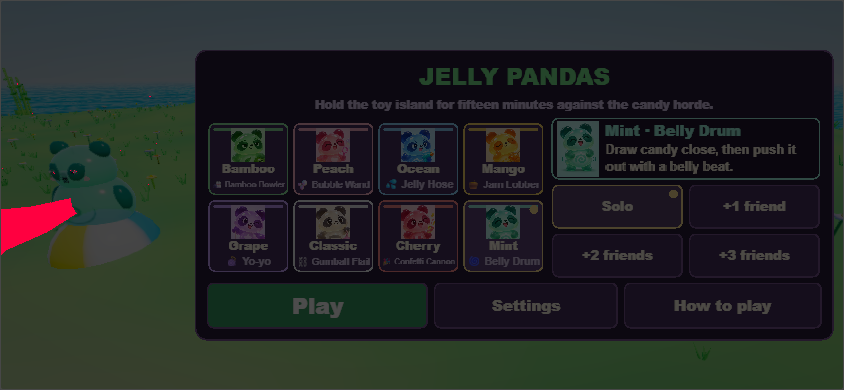 JELLY PANDAS
Hold the toy island for fifteen minutes against the candy horde.
Bamboo
Bamboo Bowler
Peach
Bubble Wand
Ocean
Jelly Hose
Mango
Jam Lobber
Grape
Yo-yo
Classic
Gumball Flail
Cherry
Confetti Cannon
Mint
Belly Drum
Mint - Belly Drum
Draw candy close, then push it
out with a belly beat.
Solo
+1 friend
+2 friends
+3 friends
Play
Settings
How to play